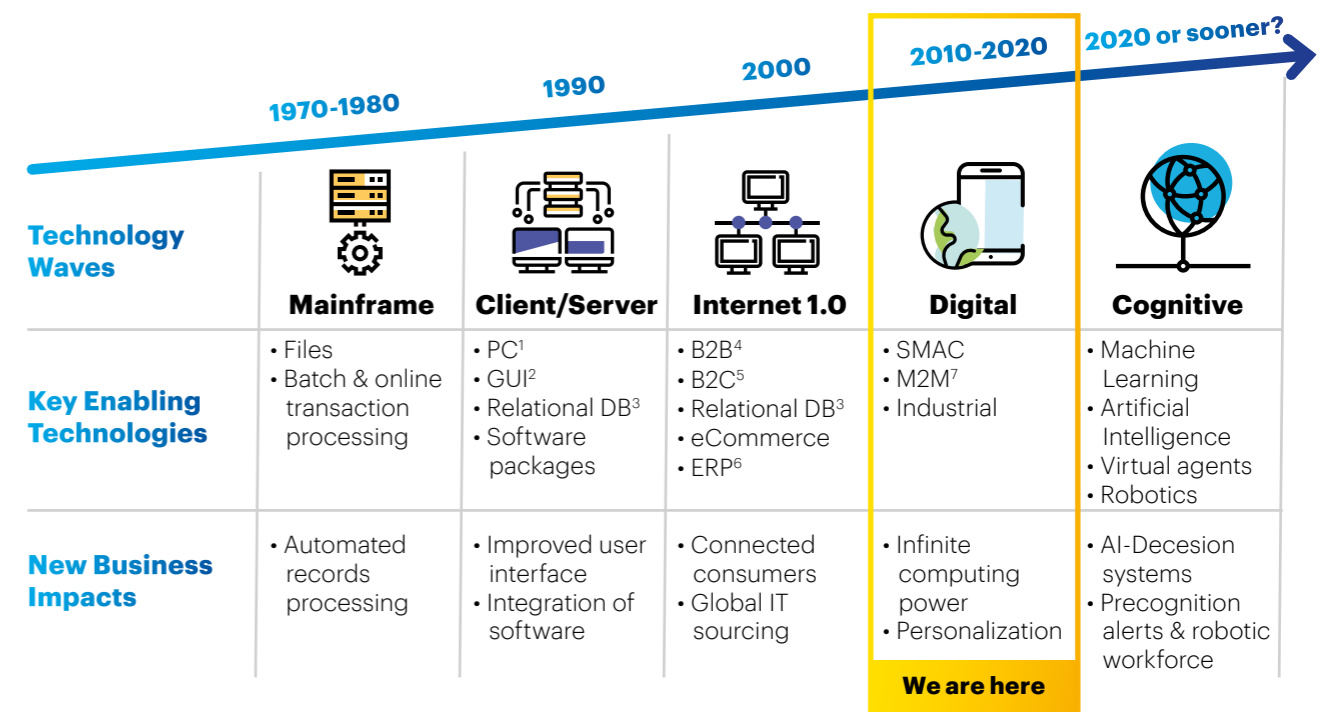 1970-1980
1990
2000
2010-2020
2020 or sooner?
Technology
Waves
Mainframe
Client/Server
Internet 1.0
Digital
Cognitive
Key Enabling
Technologies
• Files
• Batch & online
transaction
processing
• PC¹
• GUI²
• Relational DB³
• Software
packages
• B2B⁴
• B2C⁵
• Relational DB³
• eCommerce
• ERP⁶
• SMAC
• M2M⁷
• Industrial
• Machine
Learning
• Artificial
Intelligence
• Virtual agents
• Robotics
New Business
Impacts
• Automated
records
processing
• Improved user
interface
• Integration of
software
• Connected
consumers
• Global IT
sourcing
• Infinite
computing
power
• Personalization
• AI-Decesion
systems
• Precognition
alerts & robotic
workforce
We are here